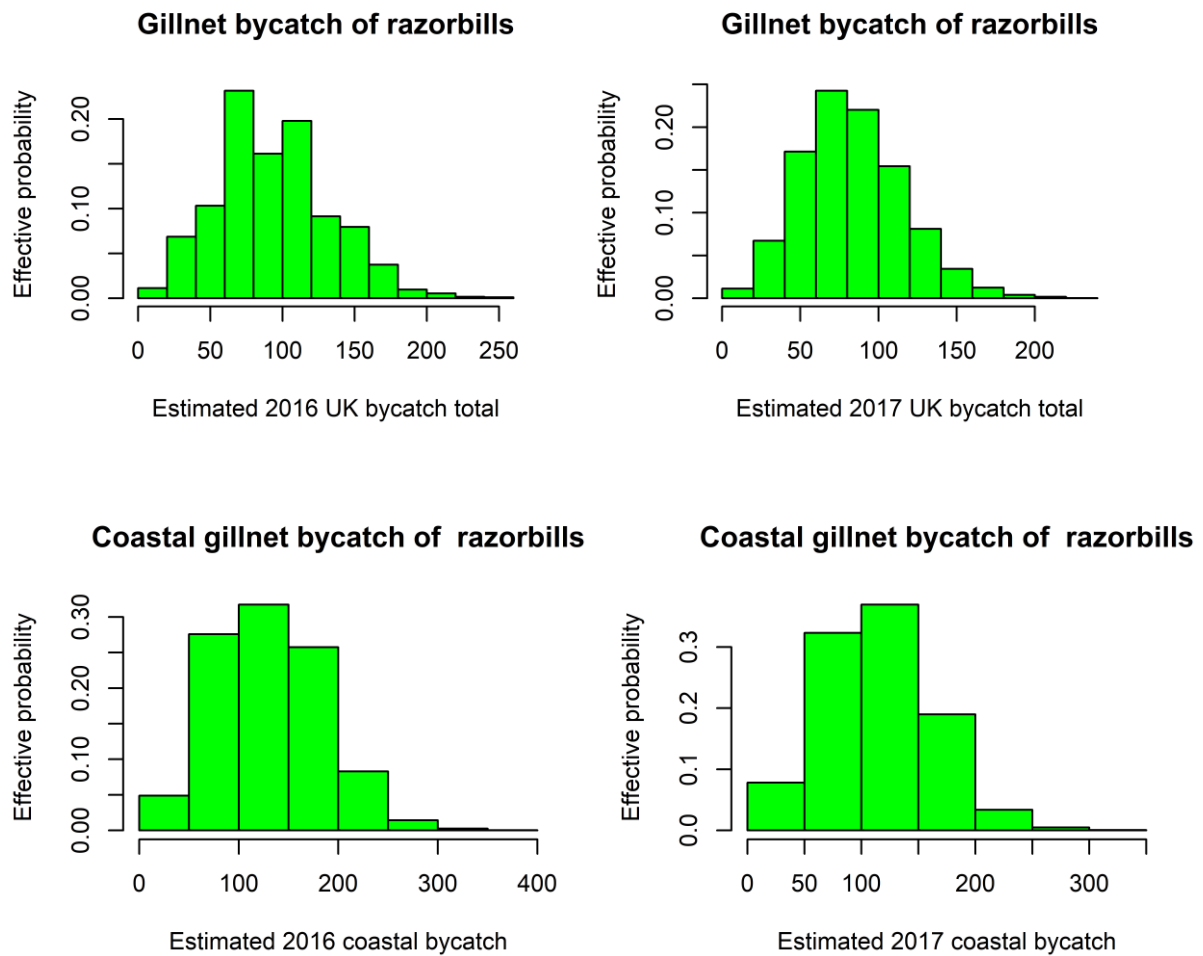 Gillnet bycatch of razorbills
Effective probability
0.00 0.10 0.20
0 50 100 150 200 250
Estimated 2016 UK bycatch total
Gillnet bycatch of razorbills
Effective probability
0.00 0.10 0.20
0 50 100 150 200
Estimated 2017 UK bycatch total
Coastal gillnet bycatch of  razorbills
Effective probability
0.00 0.10 0.20 0.30
0 100 200 300 400
Estimated 2016 coastal bycatch
Coastal gillnet bycatch of  razorbills
Effective probability
0.0 0.1 0.2 0.3
0 50 100 200 300
Estimated 2017 coastal bycatch